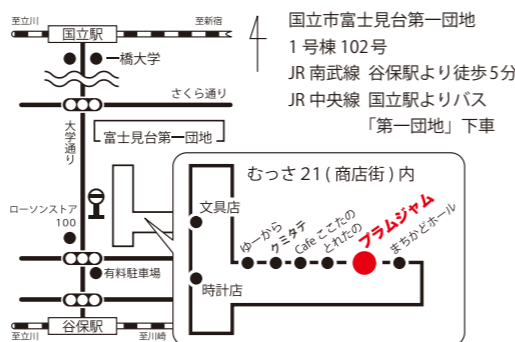 至立川
国立駅
至新宿
一橋大学
さくら通り
大学通り
富士見台第一団地
ローソンストア
100
有料駐車場
谷保駅
至立川
至川崎
国立市富士見台第一団地
1号棟102号
JR南武線 谷保駅より徒歩5分
JR中央線 国立駅よりバス
「第一団地」下車
むっさ21(商店街)内
文具店
時計店
ゆーから
クミタテ
Cafeここたの
とれたの
プラムジャム
まちかどホール